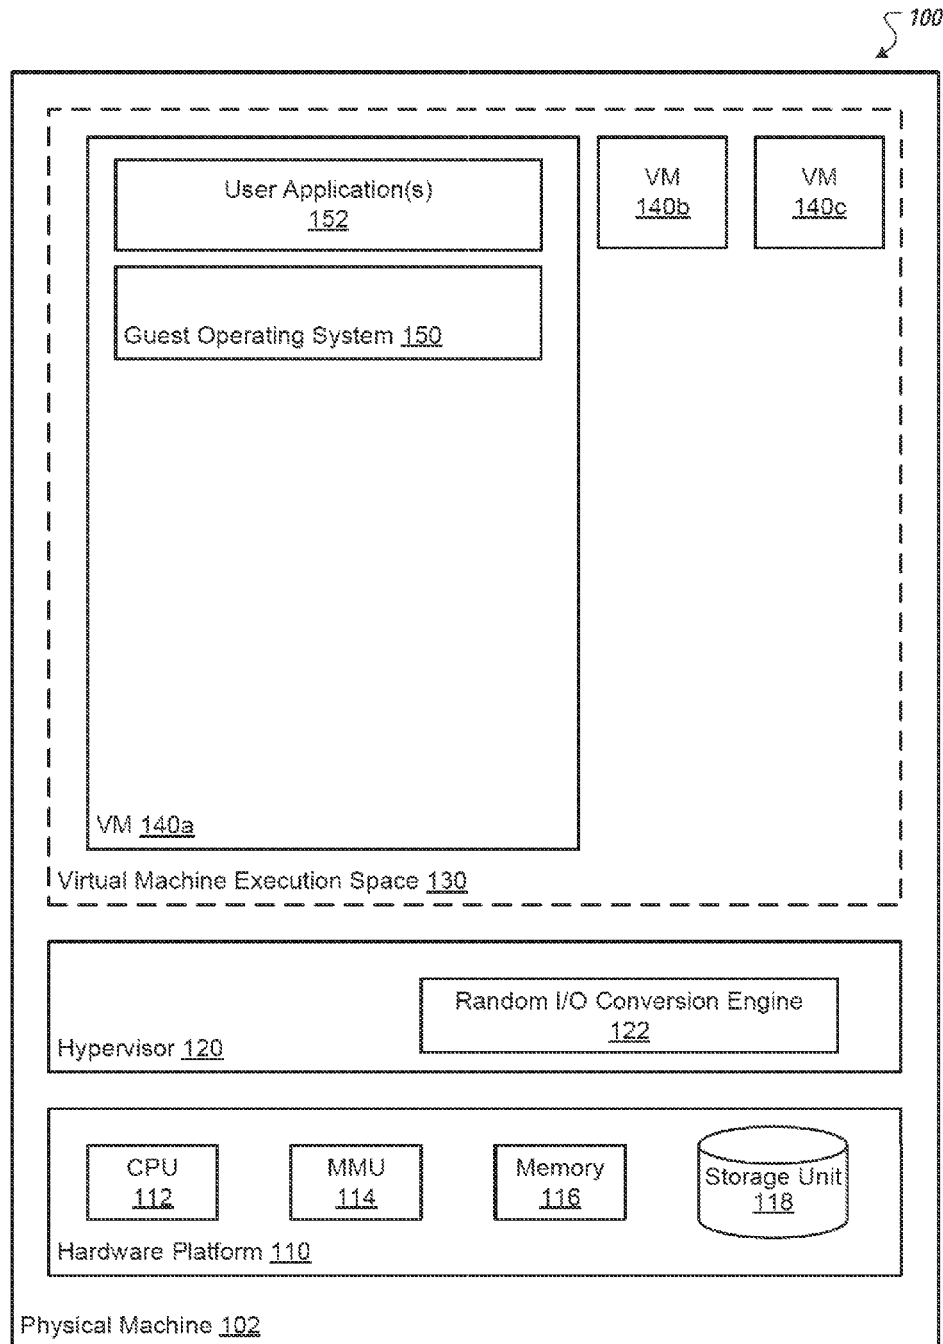 100
User Application(s)
152
VM
140b
VM
140c
Guest Operating System 150
VM 140a
Virtual Machine Execution Space 130
Random I/O Conversion Engine
122
Hypervisor 120
CPU
112
MMU
114
Memory
116
Storage Unit
118
Hardware Platform 110
Physical Machine 102